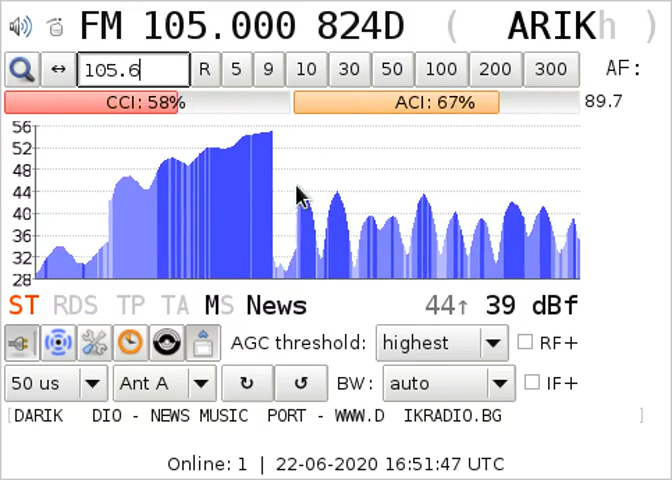 FM 105.000 824D ( ARIKh )
↔ 105.6 R 5 9 10 30 50 100 200 300 AF:
CCI: 58% ACI: 67% 89.7
56
52
48
44
40
36
32
28
ST RDS TP TA MS News 44↑ 39 dBf
AGC threshold: highest RF+
50 us Ant A ↻ ↺ BW: auto IF+
[DARIK DIO - NEWS MUSIC PORT - WWW.D IKRADIO.BG ]
Online: 1 | 22-06-2020 16:51:47 UTC